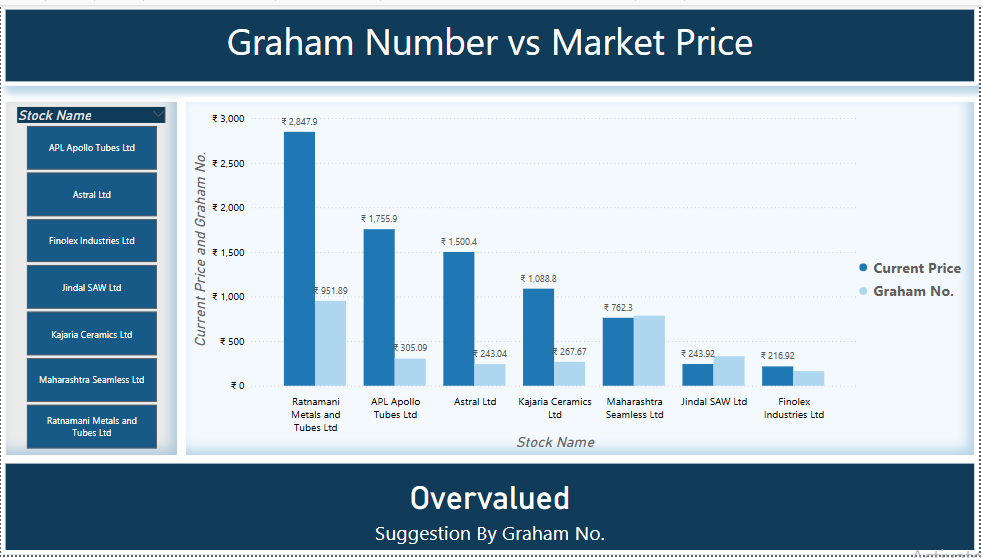 Graham Number vs Market Price
Stock Name
APL Apollo Tubes Ltd
Astral Ltd
Finolex Industries Ltd
Jindal SAW Ltd
Kajaria Ceramics Ltd
Maharashtra Seamless Ltd
Ratnamani Metals and
Tubes Ltd
Current Price and Graham No.
₹ 3,000
₹ 2,500
₹ 2,000
₹ 1,500
₹ 1,000
₹ 500
₹ 0
₹ 2,847.9
₹ 951.89
₹ 1,755.9
₹ 305.09
₹ 1,500.4
₹ 243.04
₹ 1,088.8
₹ 267.67
₹ 762.3
₹ 243.92
₹ 216.92
Ratnamani
Metals and
Tubes Ltd
APL Apollo
Tubes Ltd
Astral Ltd
Kajaria Ceramics
Ltd
Maharashtra
Seamless Ltd
Jindal SAW Ltd
Finolex
Industries Ltd
Stock Name
Current Price
Graham No.
Overvalued
Suggestion By Graham No.